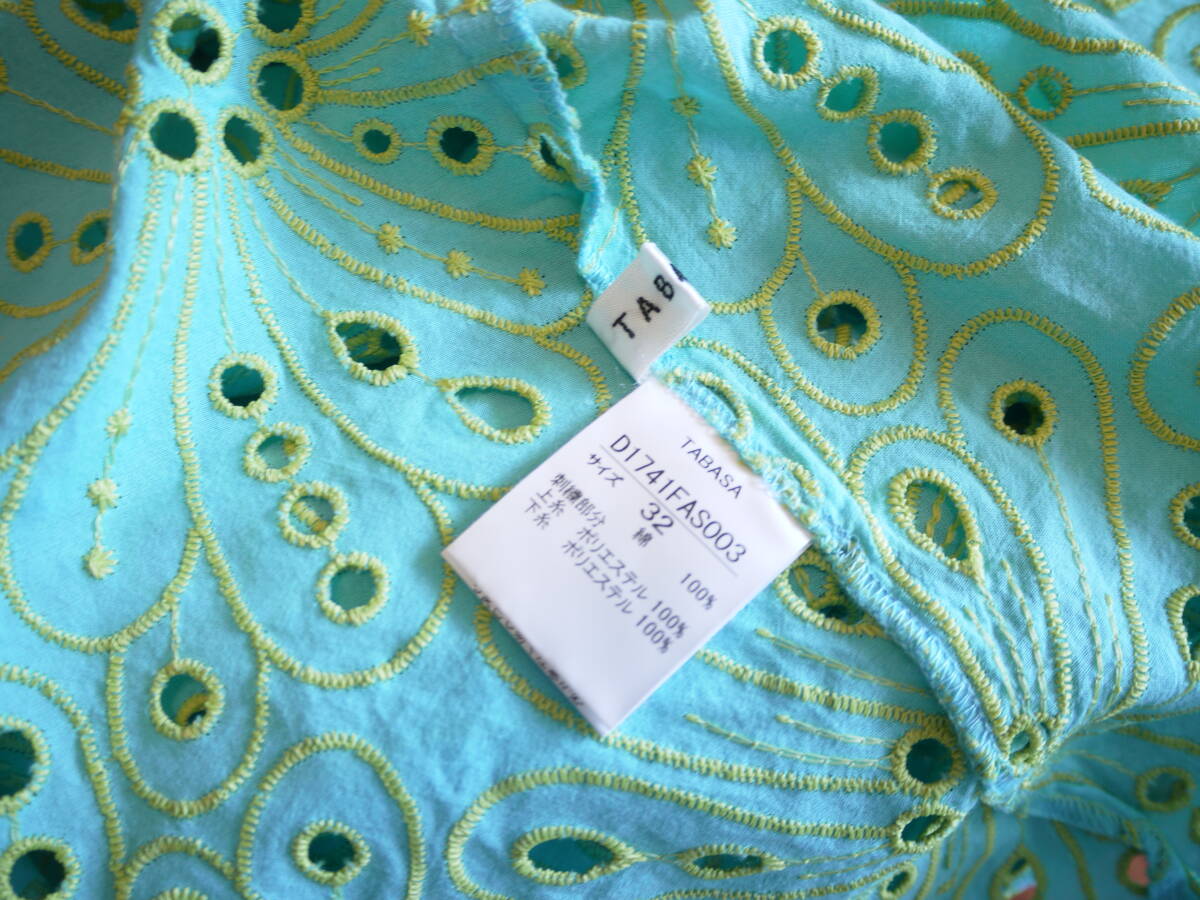 TAB
TABASA
D1741FAS003
サイズ 32
綿 100%
刺繍部分
上糸 ポリエステル 100%
下糸 ポリエステル 100%